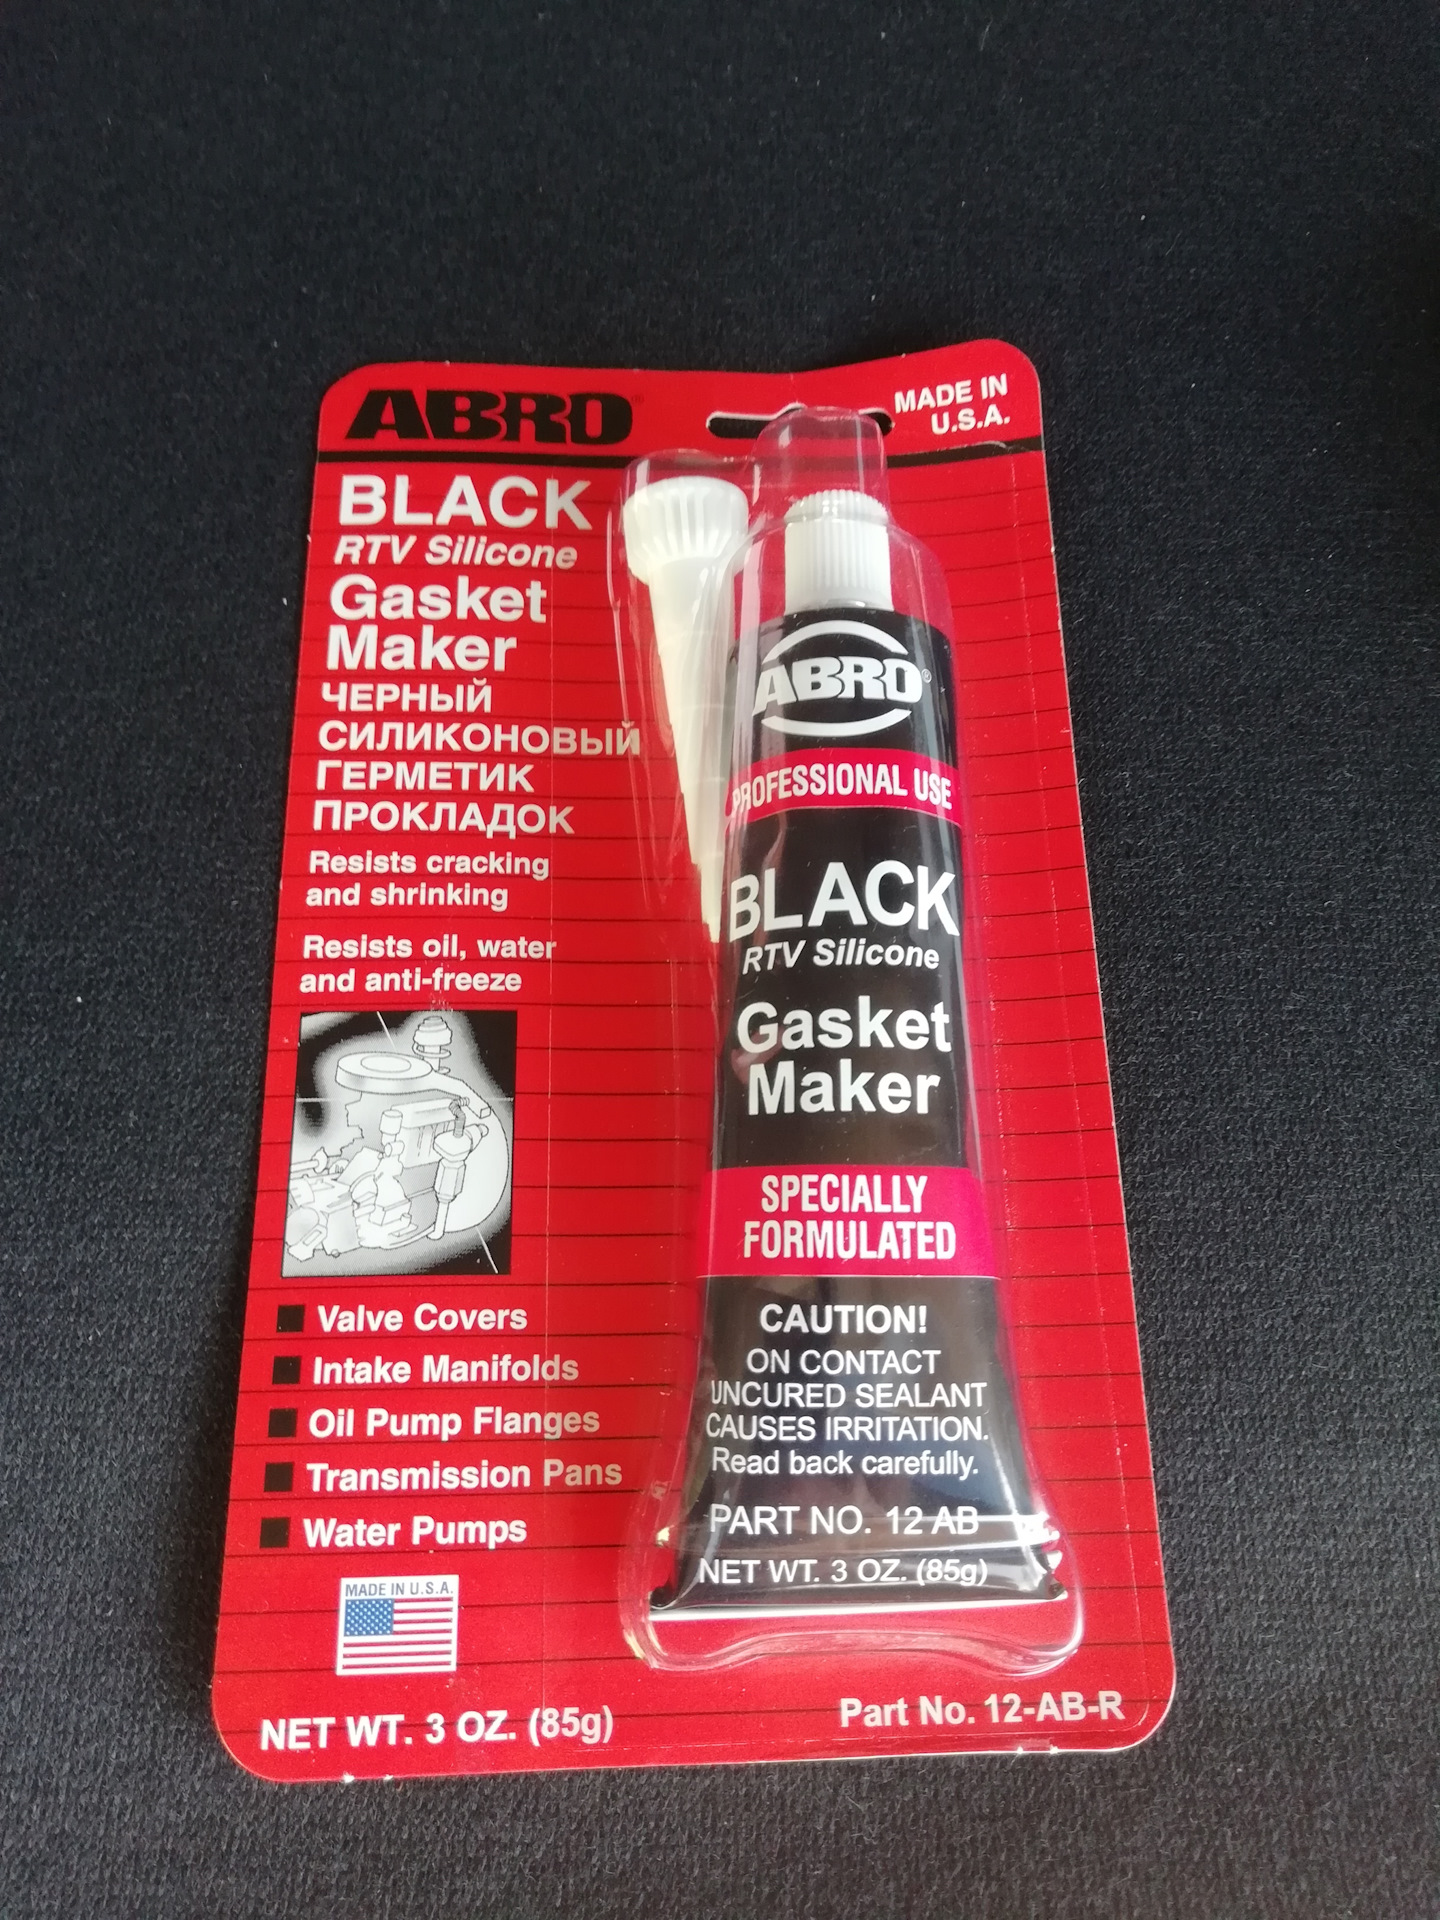 ABRO
MADE IN
U.S.A.
BLACK
RTV Silicone
Gasket
Maker
ЧЕРНЫЙ
СИЛИКОНОВЫЙ
ГЕРМЕТИК
ПРОКЛАДОК
Resists cracking
and shrinking
Resists oil, water
and anti-freeze
Valve Covers
Intake Manifolds
Oil Pump Flanges
Transmission Pans
Water Pumps
MADE IN U.S.A.
NET WT. 3 OZ. (85g)
Part No. 12-AB-R
ABRO®
PROFESSIONAL USE
BLACK
RTV Silicone
Gasket
Maker
SPECIALLY
FORMULATED
CAUTION!
ON CONTACT
UNCURED SEALANT
CAUSES IRRITATION.
Read back carefully.
PART NO. 12 AB
NET WT. 3 OZ. (85g)